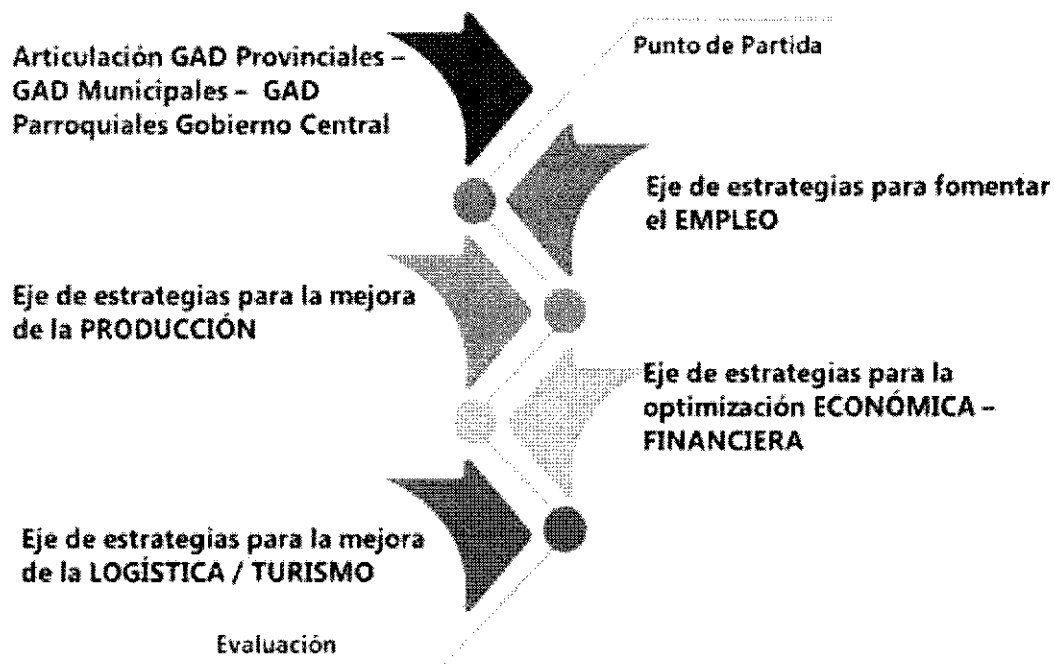 Punto de Partida
Articulación GAD Provinciales –
GAD Municipales – GAD
Parroquiales Gobierno Central
Eje de estrategias para fomentar
el EMPLEO
Eje de estrategias para la mejora
de la PRODUCCIÓN
Eje de estrategias para la
optimización ECONÓMICA –
FINANCIERA
Eje de estrategias para la mejora
de la LOGÍSTICA / TURISMO
Evaluación